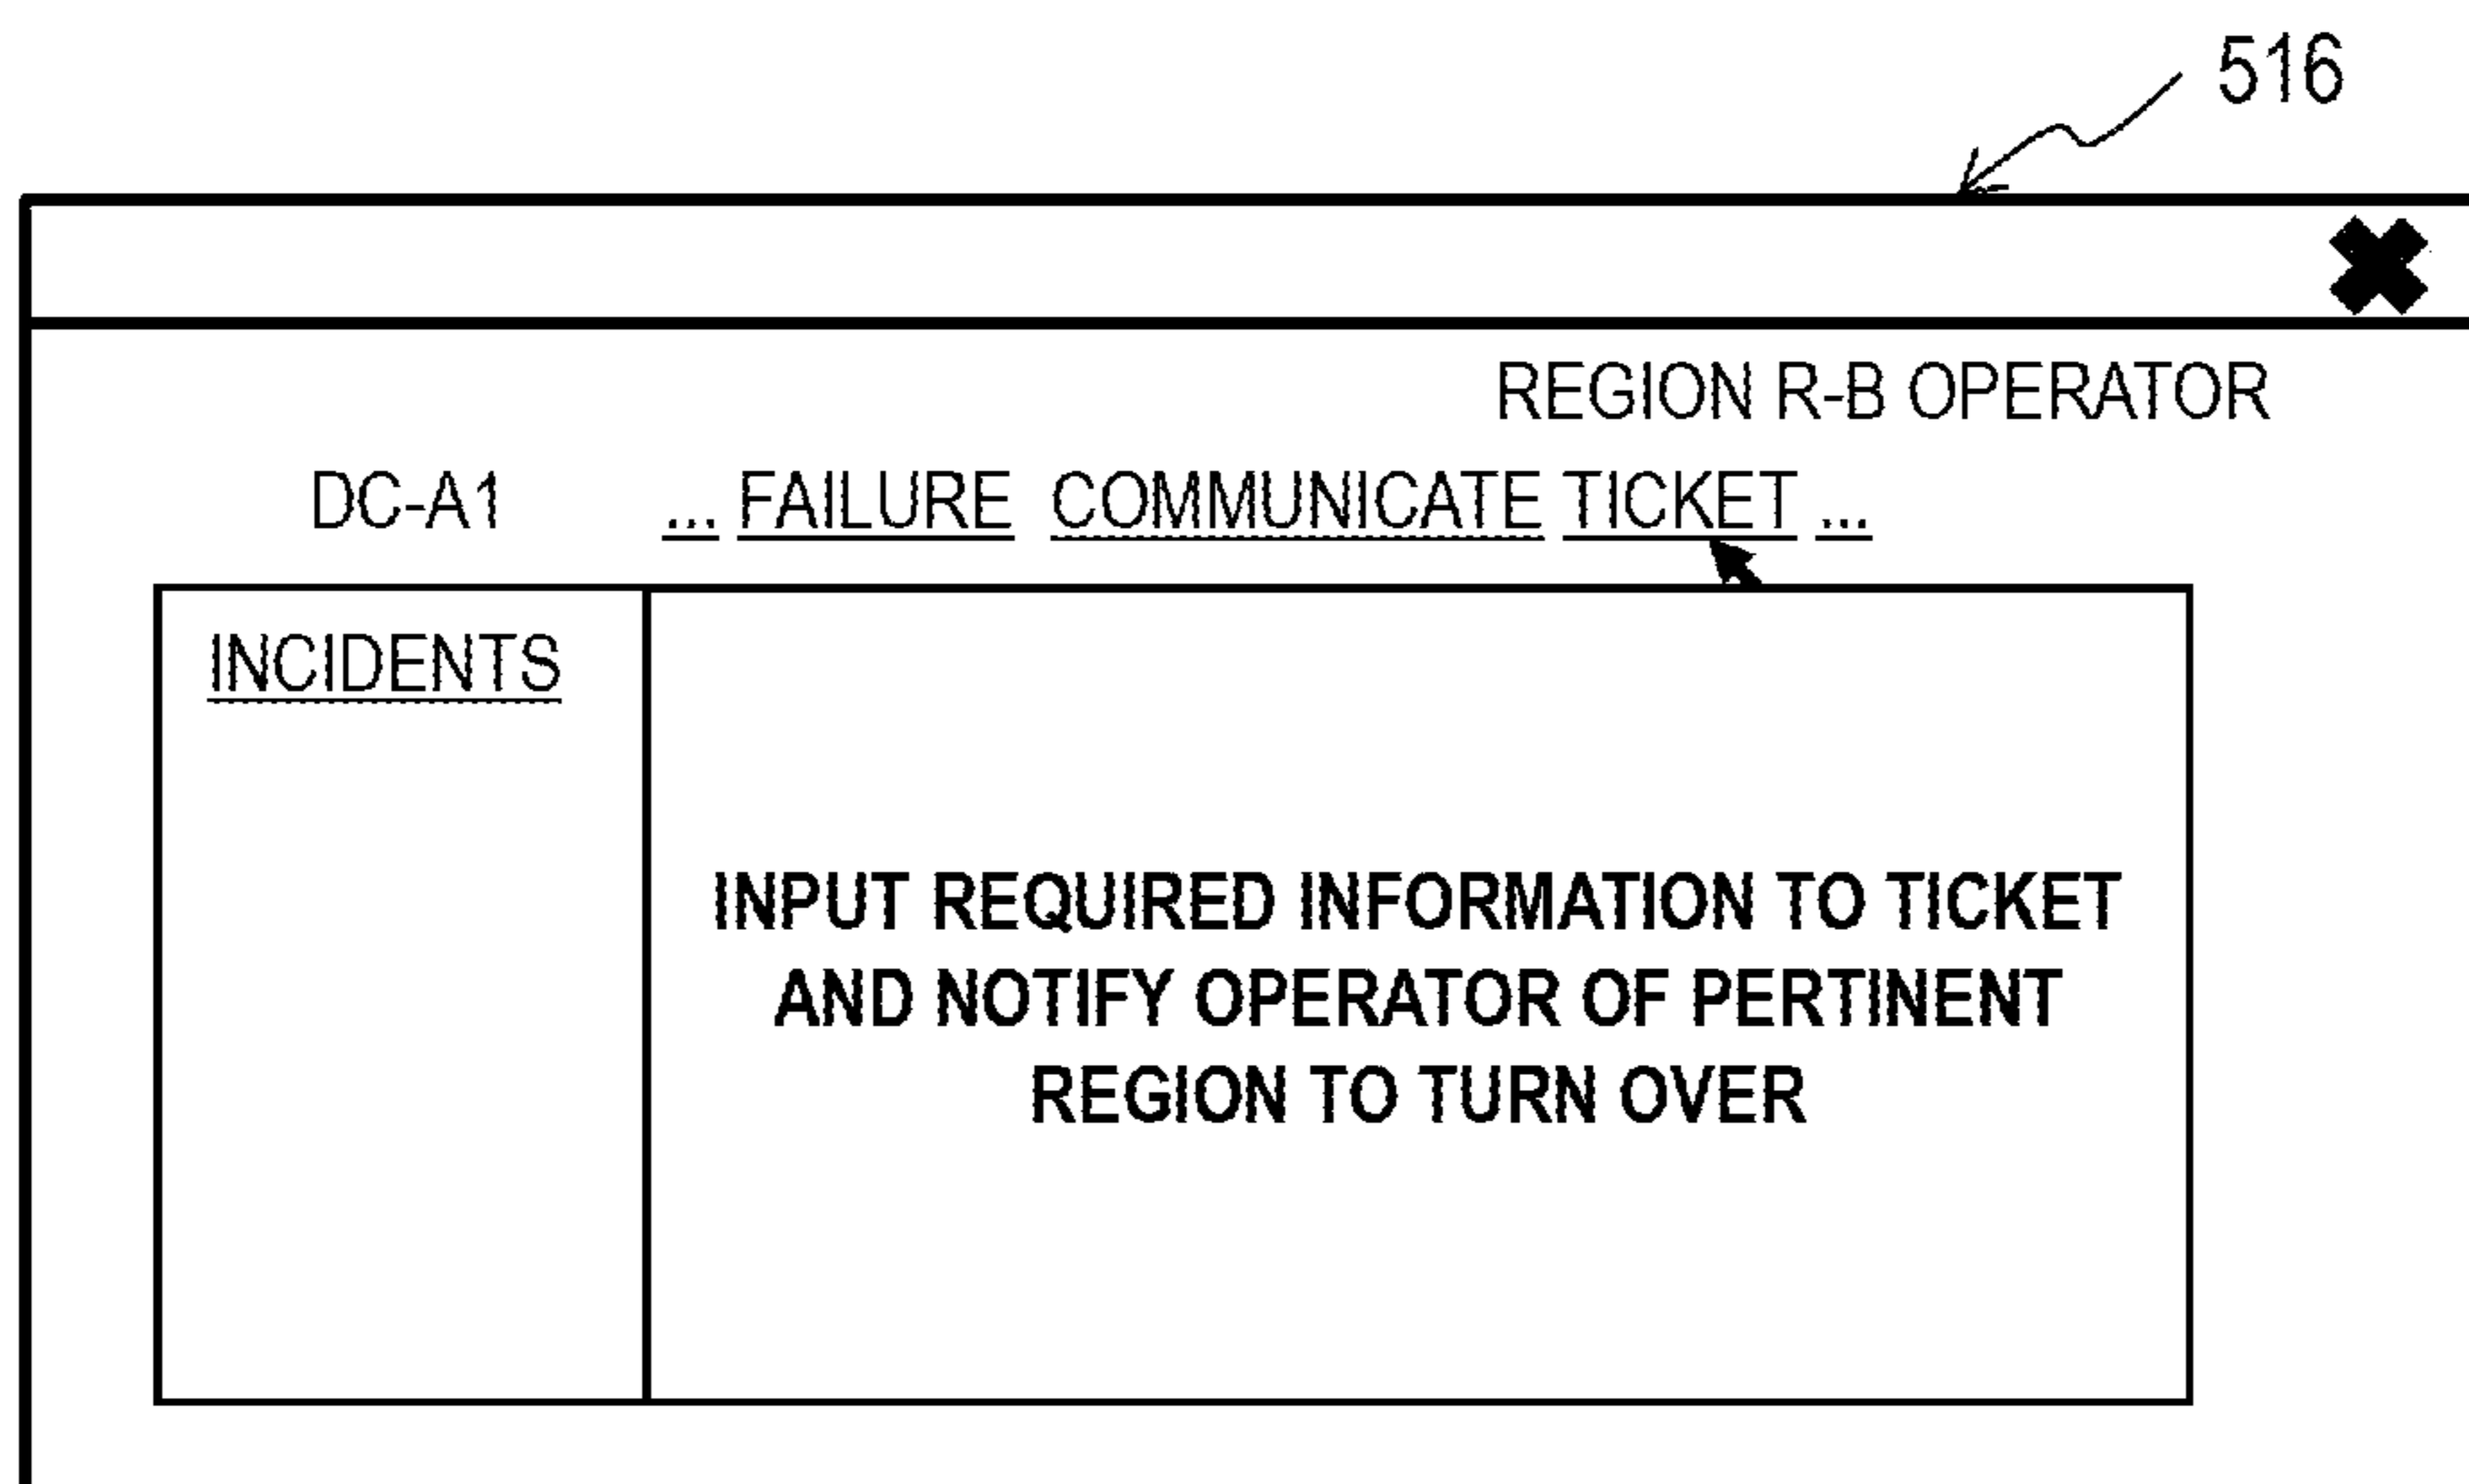 516
REGION R-B OPERATOR
DC-A1 ... FAILURE COMMUNICATE TICKET ...
INCIDENTS
INPUT REQUIRED INFORMATION TO TICKET
AND NOTIFY OPERATOR OF PERTINENT
REGION TO TURN OVER